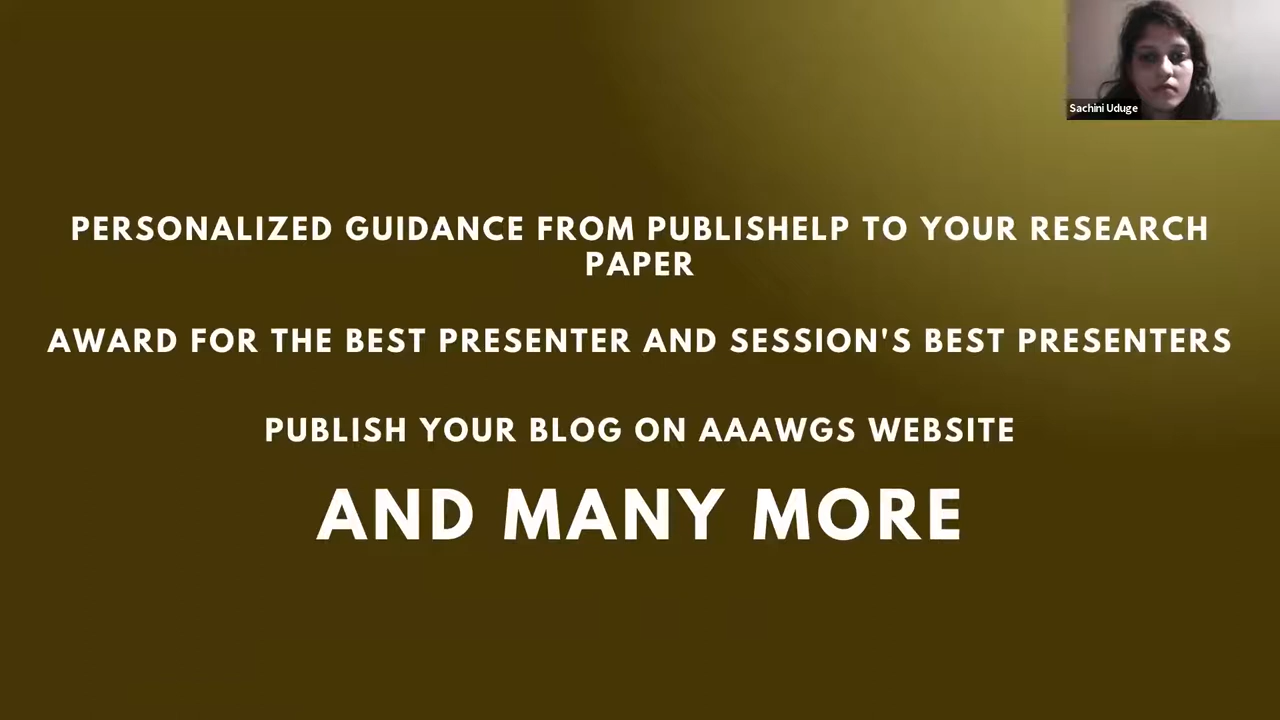 Sachini Uduge
PERSONALIZED GUIDANCE FROM PUBLISHELP TO YOUR RESEARCH
PAPER
AWARD FOR THE BEST PRESENTER AND SESSION'S BEST PRESENTERS
PUBLISH YOUR BLOG ON AAAWGS WEBSITE
AND MANY MORE